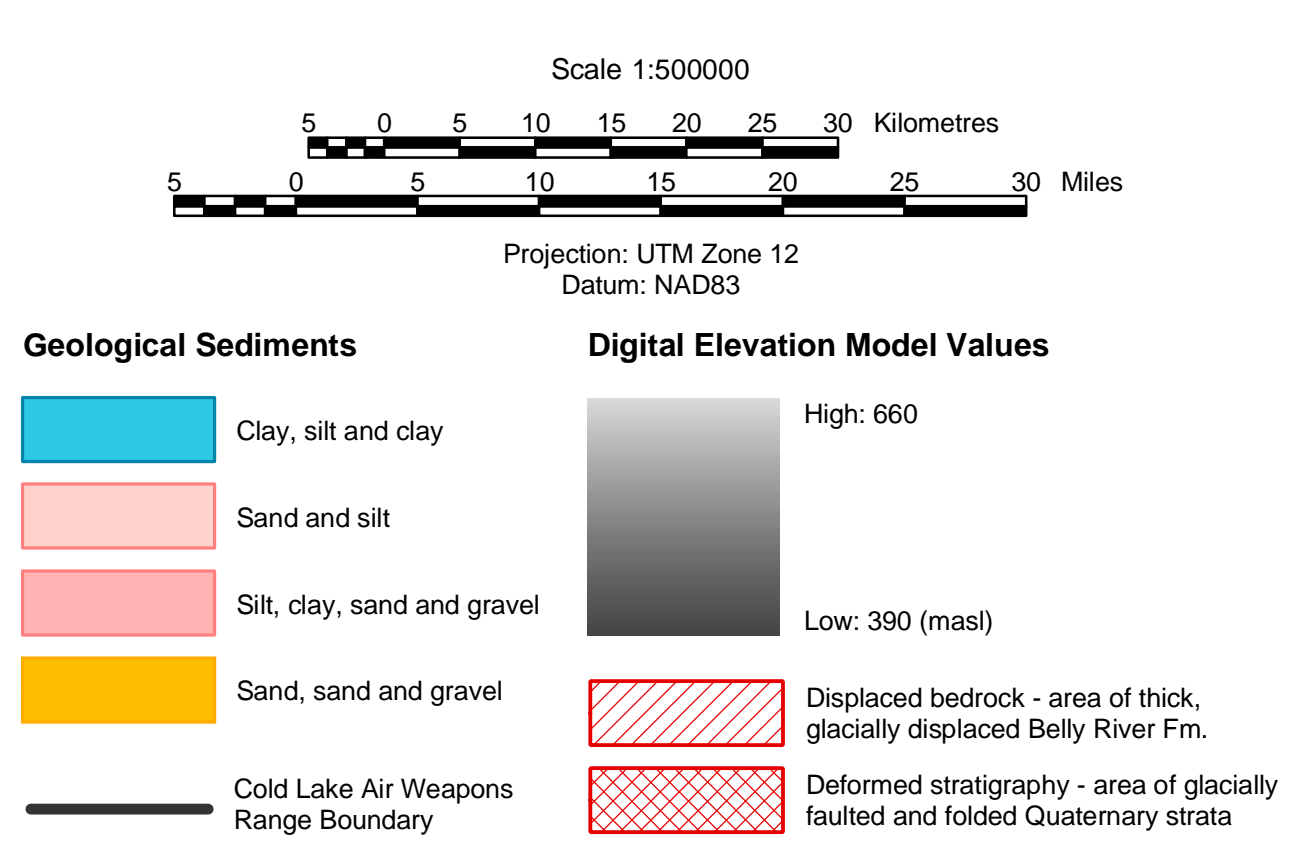 Scale 1:500000
5 0 5 10 15 20 25 30 Kilometres
5 0 5 10 15 20 25 30 Miles
Projection: UTM Zone 12
Datum: NAD83
Geological Sediments
Clay, silt and clay
Sand and silt
Silt, clay, sand and gravel
Sand, sand and gravel
Cold Lake Air Weapons
Range Boundary
Digital Elevation Model Values
High: 660
Low: 390 (masl)
Displaced bedrock - area of thick,
glacially displaced Belly River Fm.
Deformed stratigraphy - area of glacially
faulted and folded Quaternary strata